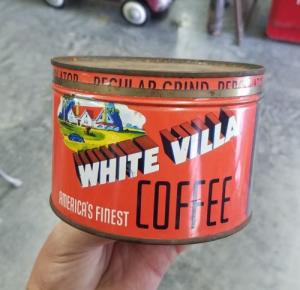 REGULAR GRIND
WHITE VILLA
AMERICA'S FINEST
COFFEE